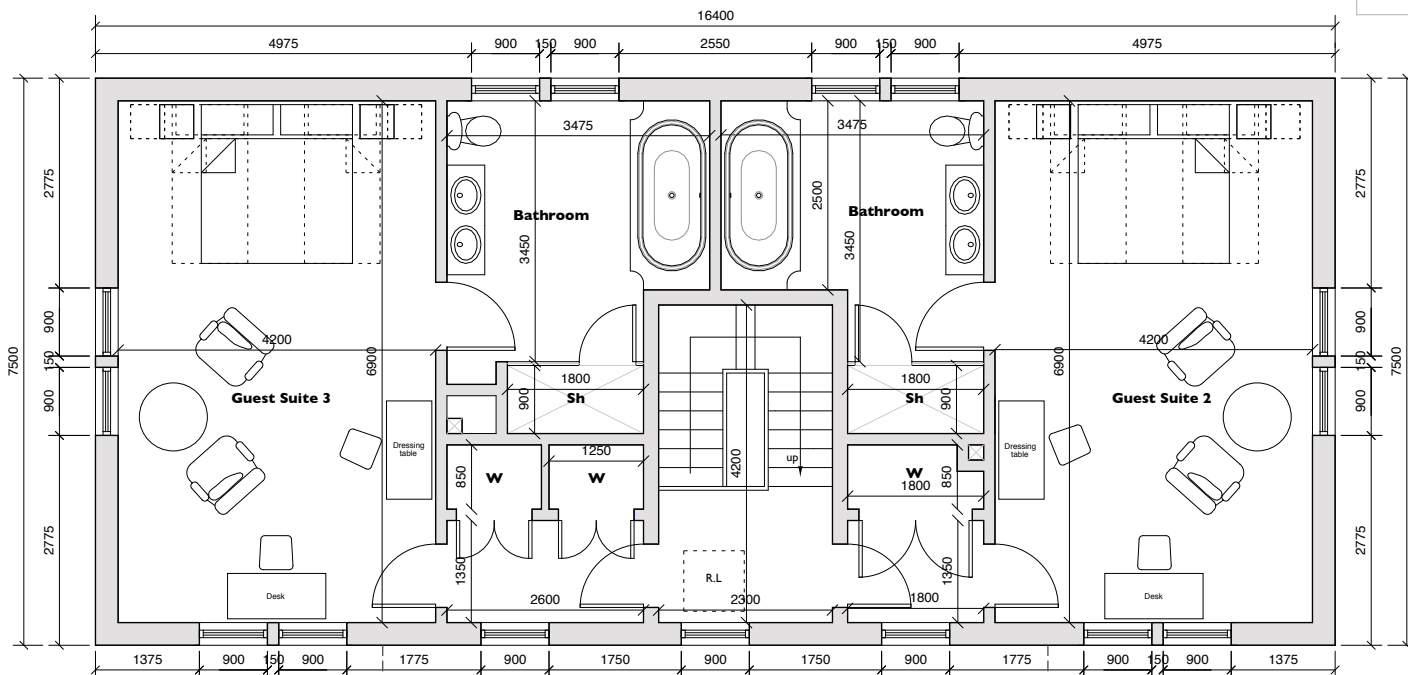 16400
4975 900 150 900 2550 900 150 900 4975
3475 3475
2775 2775
2500
Bathroom Bathroom
3450 3450
900 900
4200 4200
7500 150 6900 6900 150 7500
1800 1800
Guest Suite 3 Sh Sh Guest Suite 2
900 900 900 900
Dressing
table
Dressing
table
1250
4200
up
W W W
850 850
1800
2775 2775
1350 1350
R.L
Desk Desk
2600 2300 1800
1375 900 150 900 1775 900 1750 900 1750 900 1775 900 150 900 1375